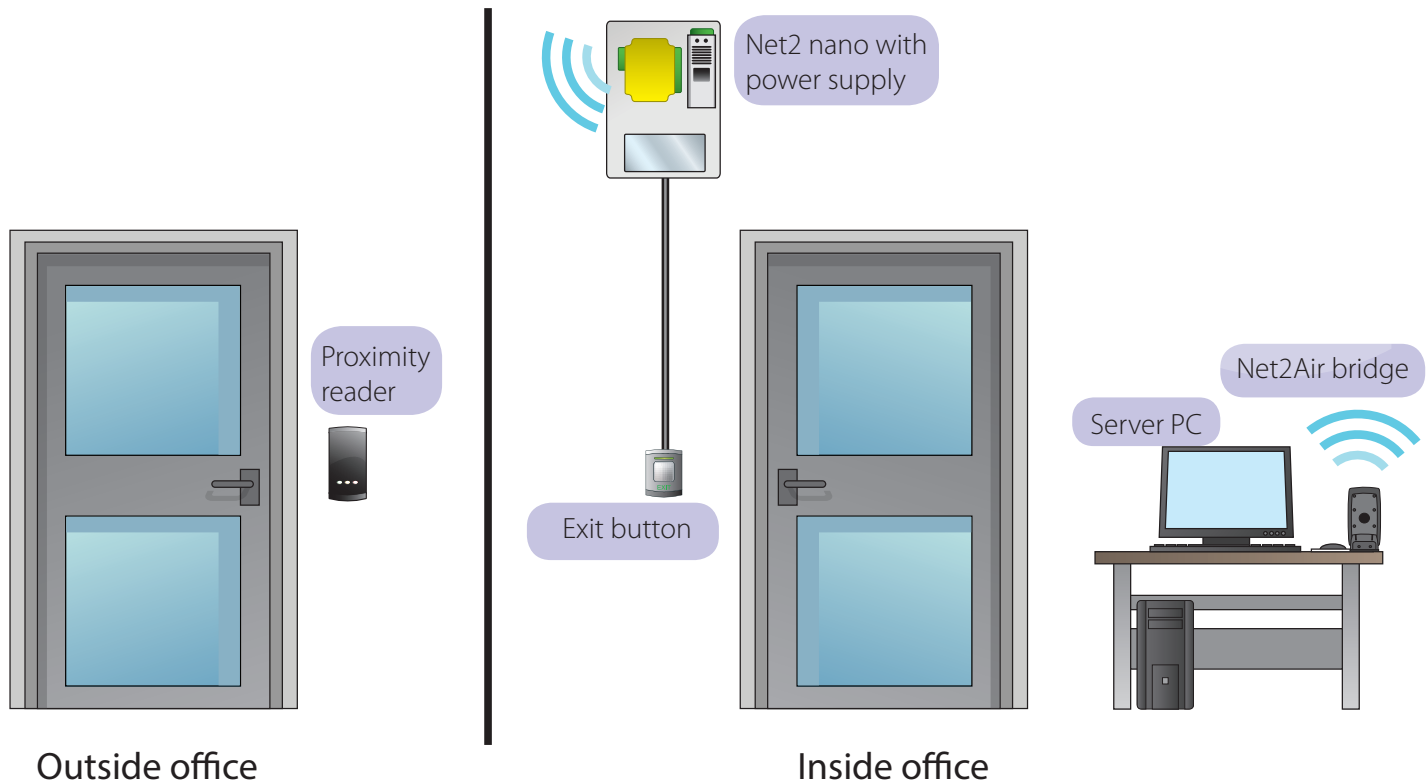 Net2 nano with
power supply
Proximity
reader
Net2Air bridge
Server PC
Exit button
Outside office
Inside office